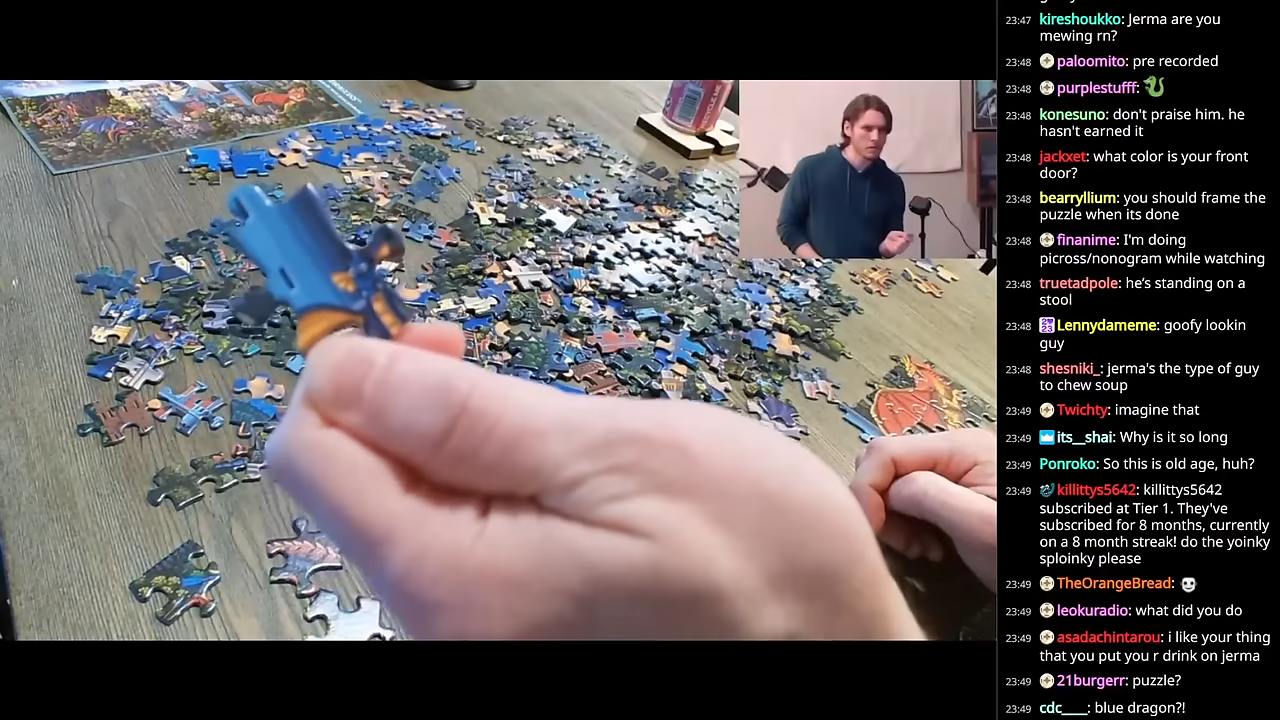 23:47 kireshoukko: Jerma are you
mewing rn?
23:48 paloomito: pre recorded
23:48 purplestufff:
23:48 konesuno: don't praise him. he
hasn't earned it
23:48 jackxet: what color is your front
door?
23:48 bearryllium: you should frame the
puzzle when its done
23:48 finanime: I'm doing
picross/nonogram while watching
23:48 truetadpole: he's standing on a
stool
23:48 Lennydameme: goofy lookin
guy
23:48 shesniki_: jerma's the type of guy
to chew soup
23:49 Twichty: imagine that
23:49 its__shai: Why is it so long
23:49 Ponroko: So this is old age, huh?
23:49 killittys5642: killittys5642
subscribed at Tier 1. They've
subscribed for 8 months, currently
on a 8 month streak! do the yoinky
sploinky please
23:49 TheOrangeBread:
23:49 leokuradio: what did you do
23:49 asadachintarou: i like your thing
that you put you r drink on jerma
23:49 21burgerr: puzzle?
23:49 cdc____: blue dragon?!
RECYCLE ME